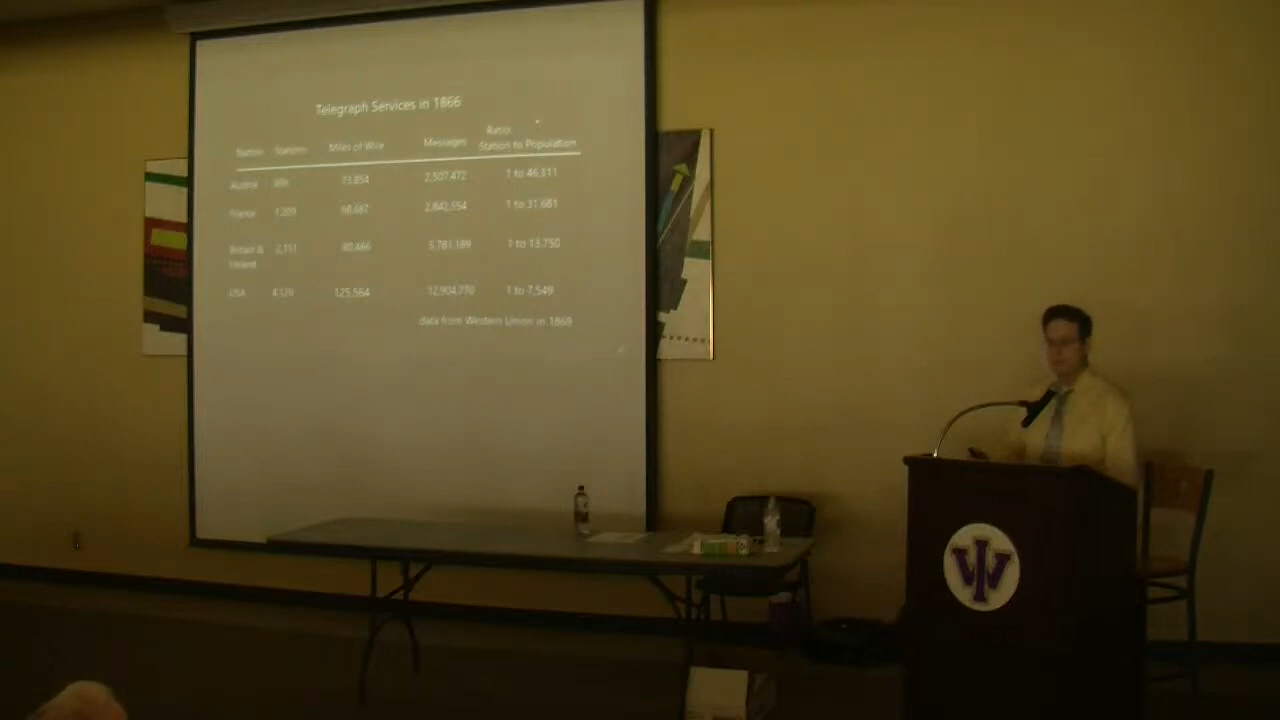 Telegraph Services in 1866
Ratio
Nation Stations Miles of Wire Messages Station to Population
Austria 73,854 2,507,472 1 to 46,311
France 1,209 68,687 2,842,554 1 to 31,681
Britain & 2,151 80,466 5,781,189 1 to 13,750
Ireland
USA 4,126 125,564 12,904,770 1 to 7,549
data from Western Union in 1869
IW